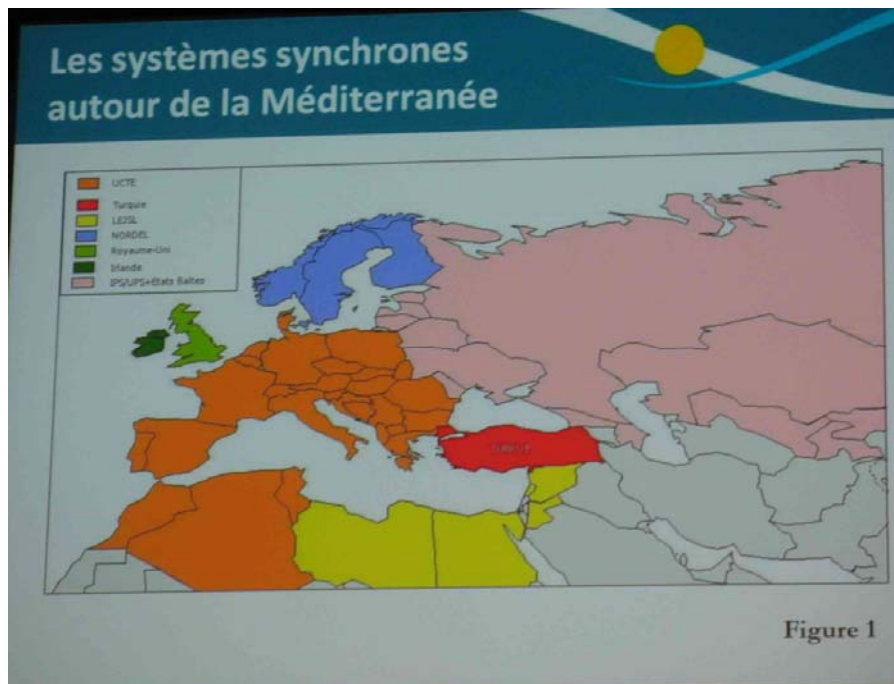 Les systèmes synchrones
autour de la Méditerranée
UCTE
Turquie
LEJSL
NORDEL
Royaume-Uni
Irlande
IPS/UPS+États Baltes
Figure 1